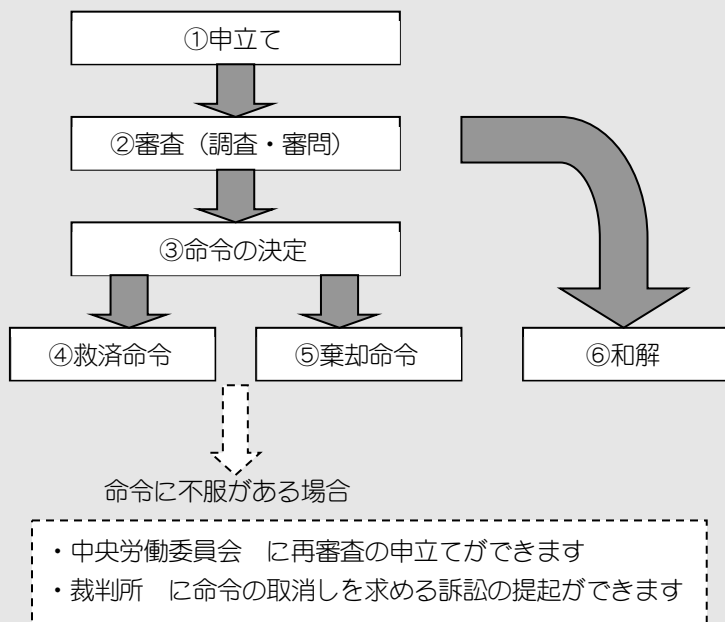 ①申立て
②審査（調査・審問）
③命令の決定
④救済命令
⑤棄却命令
⑥和解
命令に不服がある場合
・中央労働委員会　に再審査の申立てができます
・裁判所　に命令の取消しを求める訴訟の提起ができます